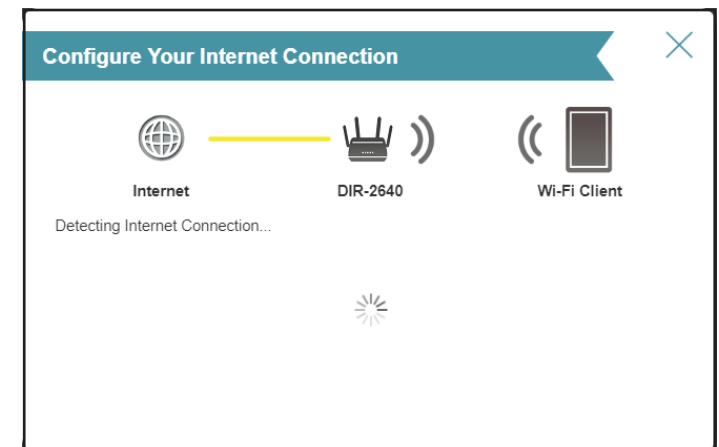 Configure Your Internet Connection
Internet
DIR-2640
Wi-Fi Client
Detecting Internet Connection...